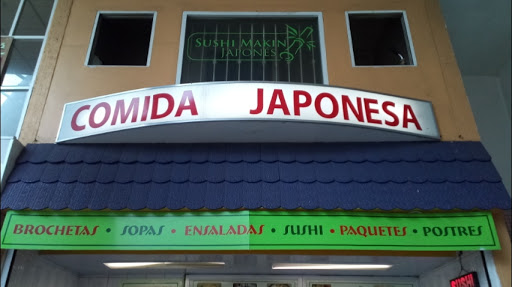 SUSHI MAKIN
JAPONES
COMIDA JAPONESA
BROCHETAS • SOPAS • ENSALADAS • SUSHI • PAQUETES • POSTRES
SUSHI